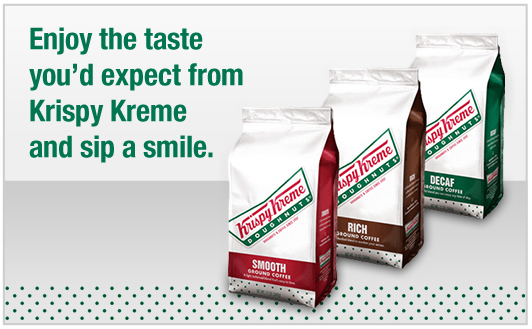 Enjoy the taste
you'd expect from
Krispy Kreme
and sip a smile.
Krispy Kreme
DOUGHNUTS
SMOOTH
GROUND COFFEE
Krispy Kreme
DOUGHNUTS
RICH
GROUND COFFEE
Krispy Kreme
DOUGHNUTS
DECAF
GROUND COFFEE